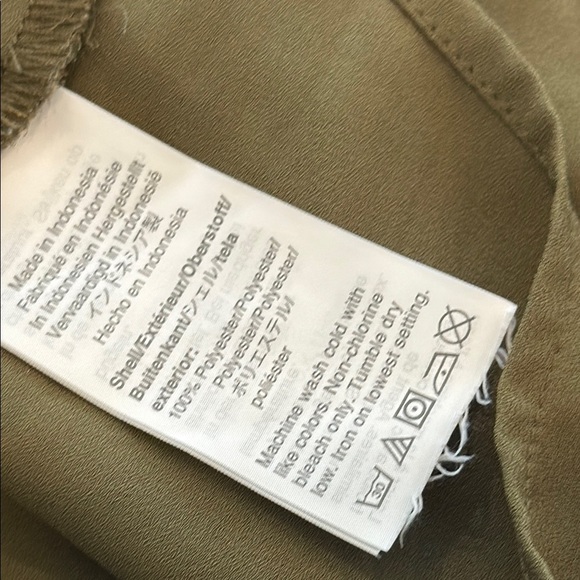 Made in Indonesia
Fabriqué en Indonésie
In Indonesien Hergestellt
Vervaardigd in Indonesië
インドネシア製
Hecho en Indonesia
Shell/Extérieur/Oberstoff/
Buitenkant/シェル/tela
exterior:
100% Polyester/Polyester/
Polyester/Polyester/
ポリエステル/
poliéster
Machine wash cold with
like colors. Non-chlorine
bleach only. Tumble dry
low. Iron on lowest setting.
30